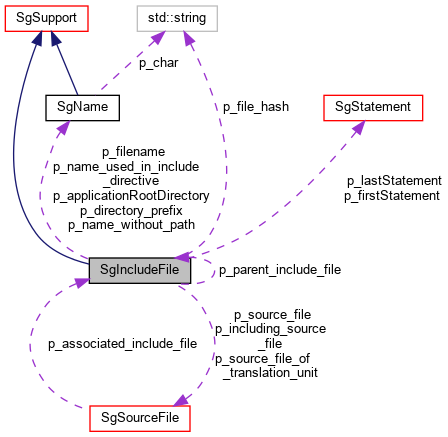 SgSupport
std::string
p_char
SgName
p_file_hash
SgStatement
p_filename
p_name_used_in_include
_directive
p_applicationRootDirectory
p_directory_prefix
p_name_without_path
p_lastStatement
p_firstStatement
SgIncludeFile
p_parent_include_file
p_source_file
p_including_source
_file
p_source_file_of
_translation_unit
p_associated_include_file
SgSourceFile